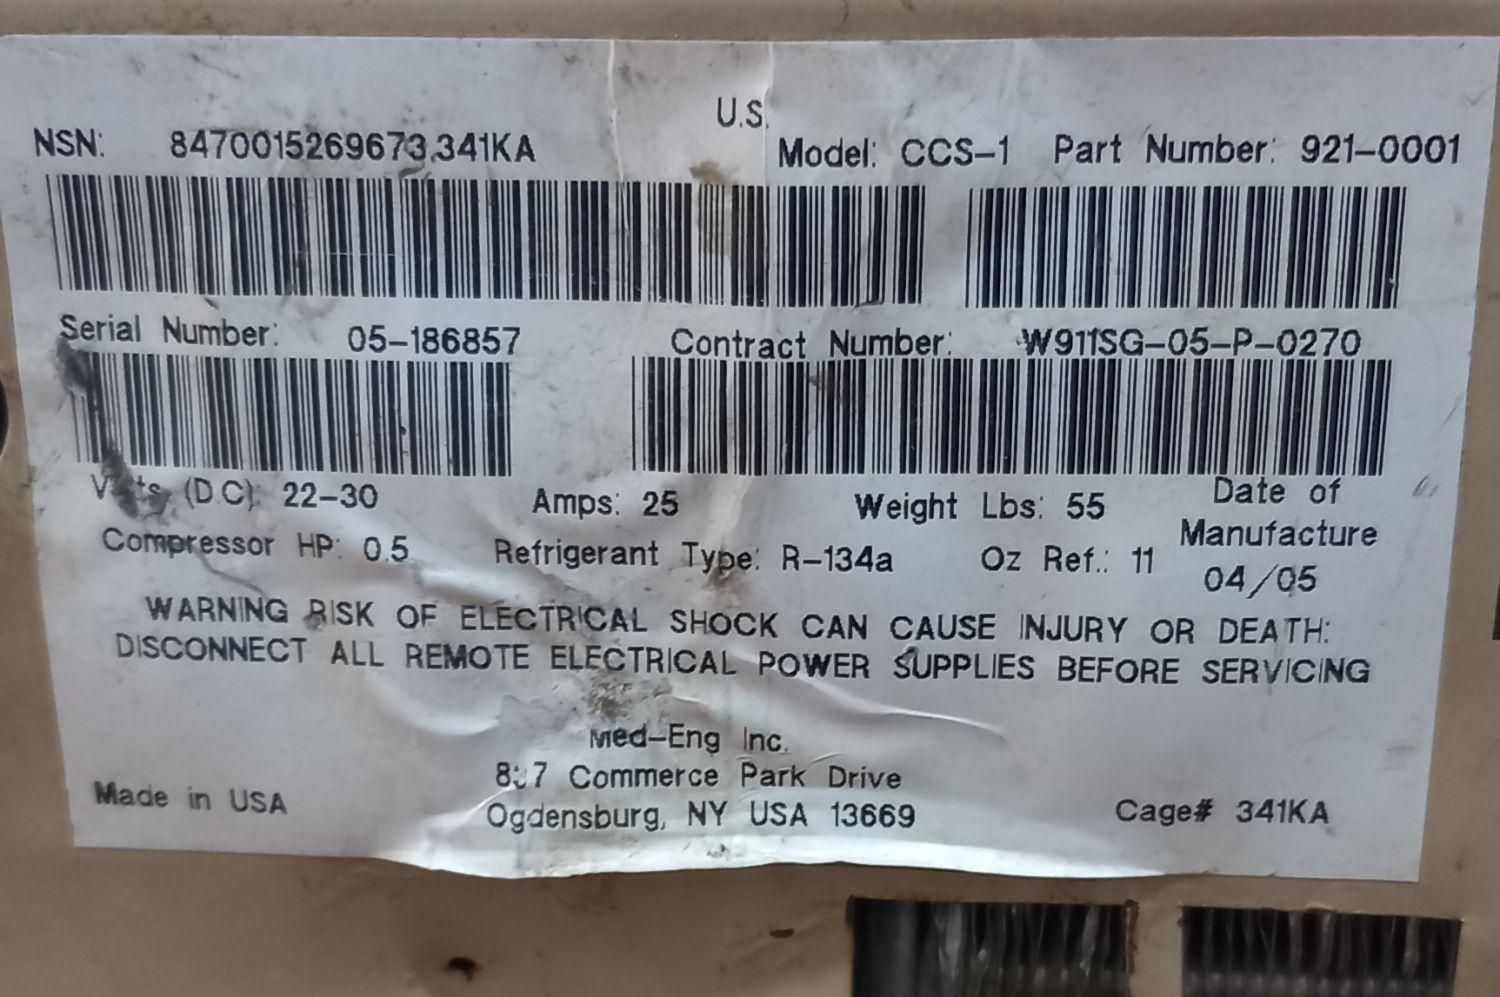 U.S.
NSN: 8470015269673,341KA Model: CCS-1 Part Number: 921-0001
Serial Number: 05-186857 Contract Number: W911SG-05-P-0270
(D.C): 22-30 Amps: 25 Weight Lbs: 55 Date of
Manufacture
Compressor HP: 0.5 Refrigerant Type: R-134a Oz Ref.: 11
04/05
WARNING RISK OF ELECTRICAL SHOCK CAN CAUSE INJURY OR DEATH:
DISCONNECT ALL REMOTE ELECTRICAL POWER SUPPLIES BEFORE SERVICING
Med-Eng Inc.
Commerce Park Drive
Made in USA
Ogdensburg, NY USA 13669
Cage# 341KA